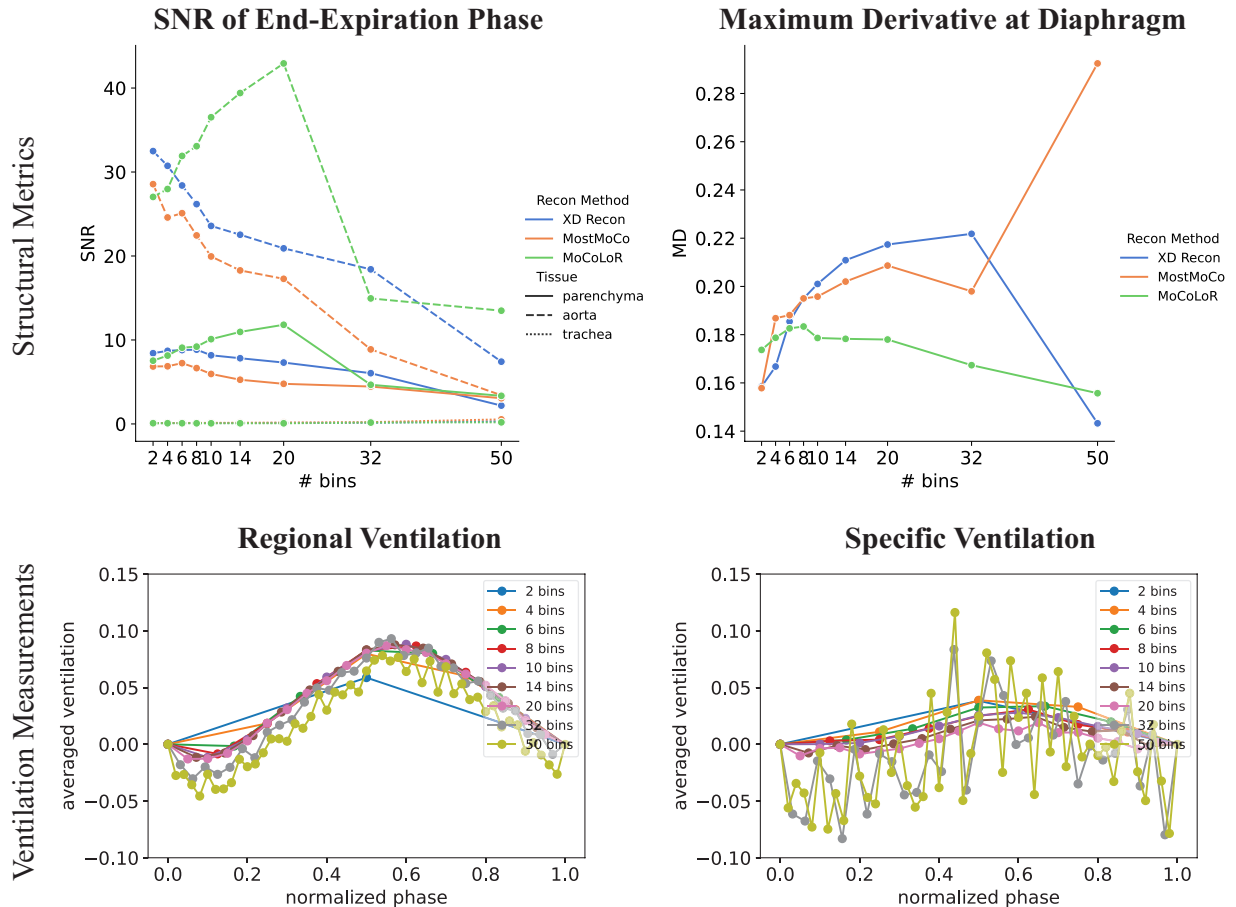 SNR of End-Expiration Phase
Maximum Derivative at Diaphragm
Structural Metrics
SNR
40
30
20
10
0
2 4 6 8 10 14 20 32 50
# bins
Recon Method
XD Recon
MostMoCo
MoCoLoR
Tissue
parenchyma
aorta
trachea
MD
0.28
0.26
0.24
0.22
0.20
0.18
0.16
0.14
2 4 6 8 10 14 20 32 50
# bins
Recon Method
XD Recon
MostMoCo
MoCoLoR
Regional Ventilation
Specific Ventilation
Ventilation Measurements
averaged ventilation
0.15
0.10
0.05
0.00
−0.05
−0.10
0.0 0.2 0.4 0.6 0.8 1.0
normalized phase
2 bins
4 bins
6 bins
8 bins
10 bins
14 bins
20 bins
32 bins
50 bins
averaged ventilation
0.15
0.10
0.05
0.00
−0.05
−0.10
0.0 0.2 0.4 0.6 0.8 1.0
normalized phase
2 bins
4 bins
6 bins
8 bins
10 bins
14 bins
20 bins
32 bins
50 bins